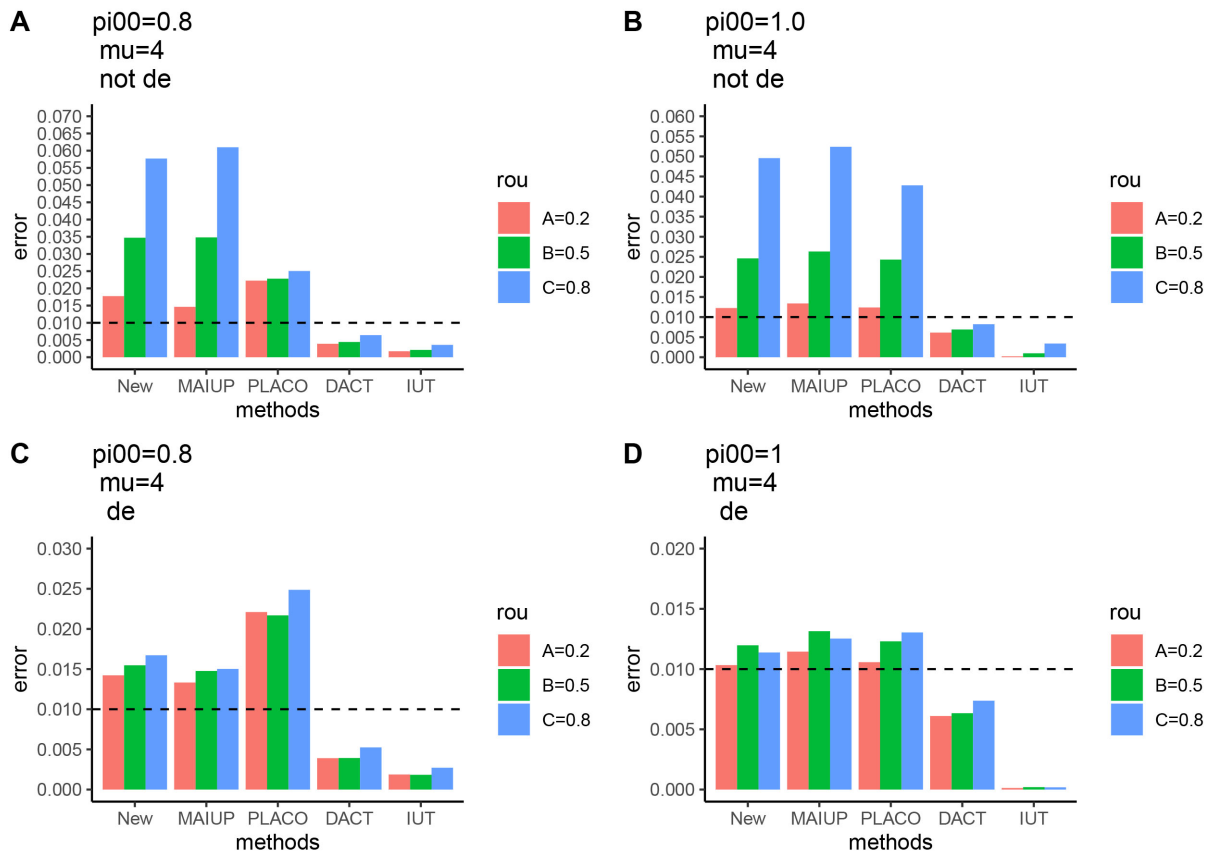 A
pi00=0.8
mu=4
not de
0.070
0.065
0.060
0.055
0.050
0.045
0.040
0.035
0.030
0.025
0.020
0.015
0.010
0.005
0.000
error
New MAIUP PLACO DACT IUT
methods
rou
A=0.2
B=0.5
C=0.8
B
pi00=1.0
mu=4
not de
0.060
0.055
0.050
0.045
0.040
0.035
0.030
0.025
0.020
0.015
0.010
0.005
0.000
error
New MAIUP PLACO DACT IUT
methods
rou
A=0.2
B=0.5
C=0.8
C
pi00=0.8
mu=4
de
0.030
0.025
0.020
0.015
0.010
0.005
0.000
error
New MAIUP PLACO DACT IUT
methods
rou
A=0.2
B=0.5
C=0.8
D
pi00=1
mu=4
de
0.020
0.015
0.010
0.005
0.000
error
New MAIUP PLACO DACT IUT
methods
rou
A=0.2
B=0.5
C=0.8